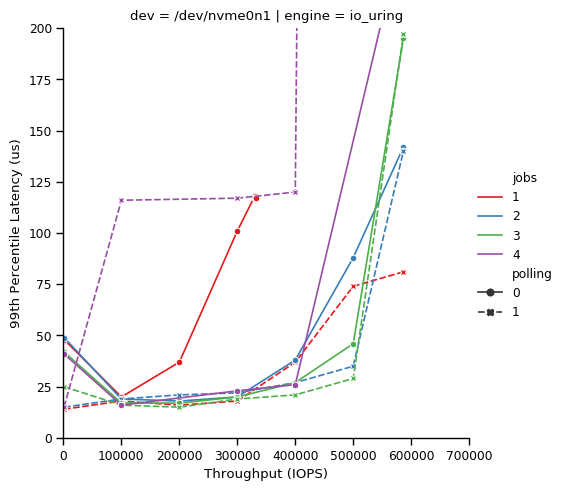 dev = /dev/nvme0n1 | engine = io_uring
200
175
150
125
100
75
50
25
0
99th Percentile Latency (us)
0 100000 200000 300000 400000 500000 600000 700000
Throughput (IOPS)
jobs
1
2
3
4
polling
0
1